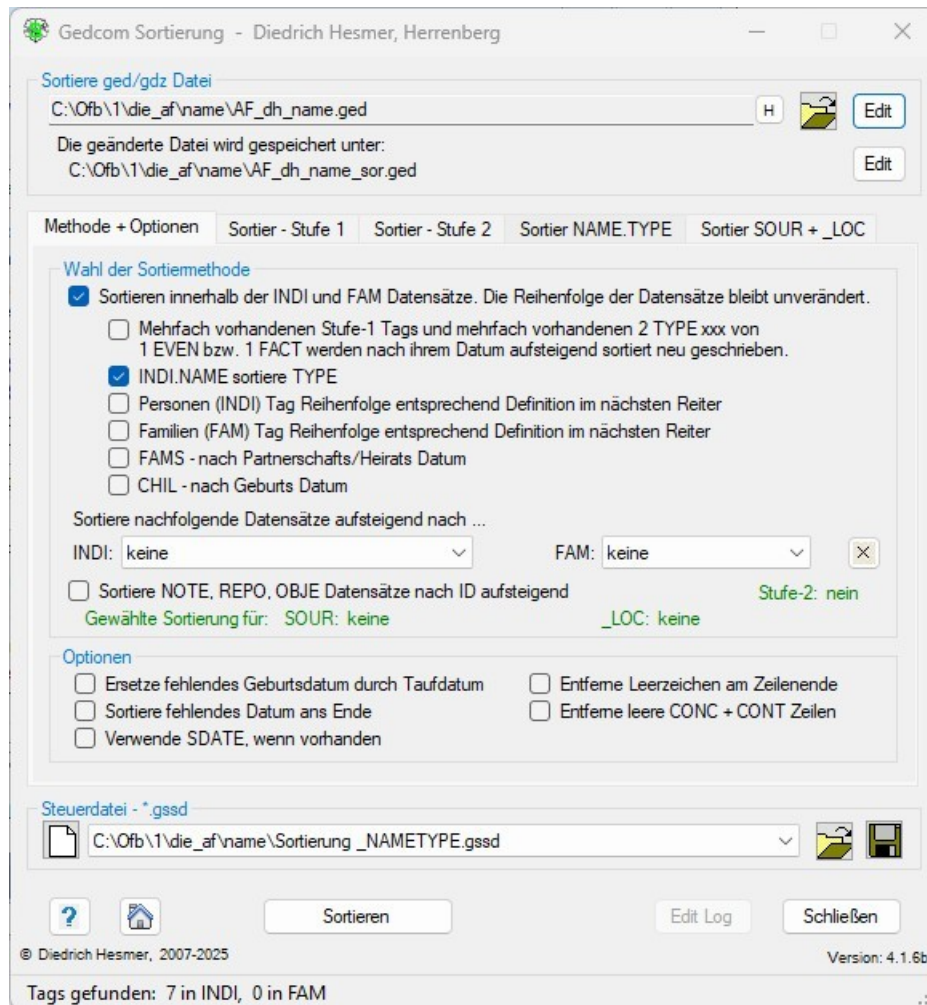 Gedcom Sortierung - Diedrich Hesmer, Herrenberg
Sortiere ged/gdz Datei
C:\Ofb\1\die_af\name\AF_dh_name.ged
H
Edit
Die geänderte Datei wird gespeichert unter:
C:\Ofb\1\die_af\name\AF_dh_name_sor.ged
Edit
Methode + Optionen Sortier - Stufe 1 Sortier - Stufe 2 Sortier NAME.TYPE Sortier SOUR + _LOC
Wahl der Sortiermethode
Sortieren innerhalb der INDI und FAM Datensätze. Die Reihenfolge der Datensätze bleibt unverändert.
Mehrfach vorhandenen Stufe-1 Tags und mehrfach vorhandenen 2 TYPE xxx von
1 EVEN bzw. 1 FACT werden nach ihrem Datum aufsteigend sortiert neu geschrieben.
INDI.NAME sortiere TYPE
Personen (INDI) Tag Reihenfolge entsprechend Definition im nächsten Reiter
Familien (FAM) Tag Reihenfolge entsprechend Definition im nächsten Reiter
FAMS - nach Partnerschafts/Heirats Datum
CHIL - nach Geburts Datum
Sortiere nachfolgende Datensätze aufsteigend nach ...
INDI: keine FAM: keine
Sortiere NOTE, REPO, OBJE Datensätze nach ID aufsteigend Stufe-2: nein
Gewählte Sortierung für: SOUR: keine _LOC: keine
Optionen
Ersetze fehlendes Geburtsdatum durch Taufdatum Entferne Leerzeichen am Zeilenende
Sortiere fehlendes Datum ans Ende Entferne leere CONC + CONT Zeilen
Verwende SDATE, wenn vorhanden
Steuerdatei - *.gssd
C:\Ofb\1\die_af\name\Sortierung _NAMETYPE.gssd
? Sortieren Edit Log Schließen
© Diedrich Hesmer, 2007-2025 Version: 4.1.6b
Tags gefunden: 7 in INDI, 0 in FAM